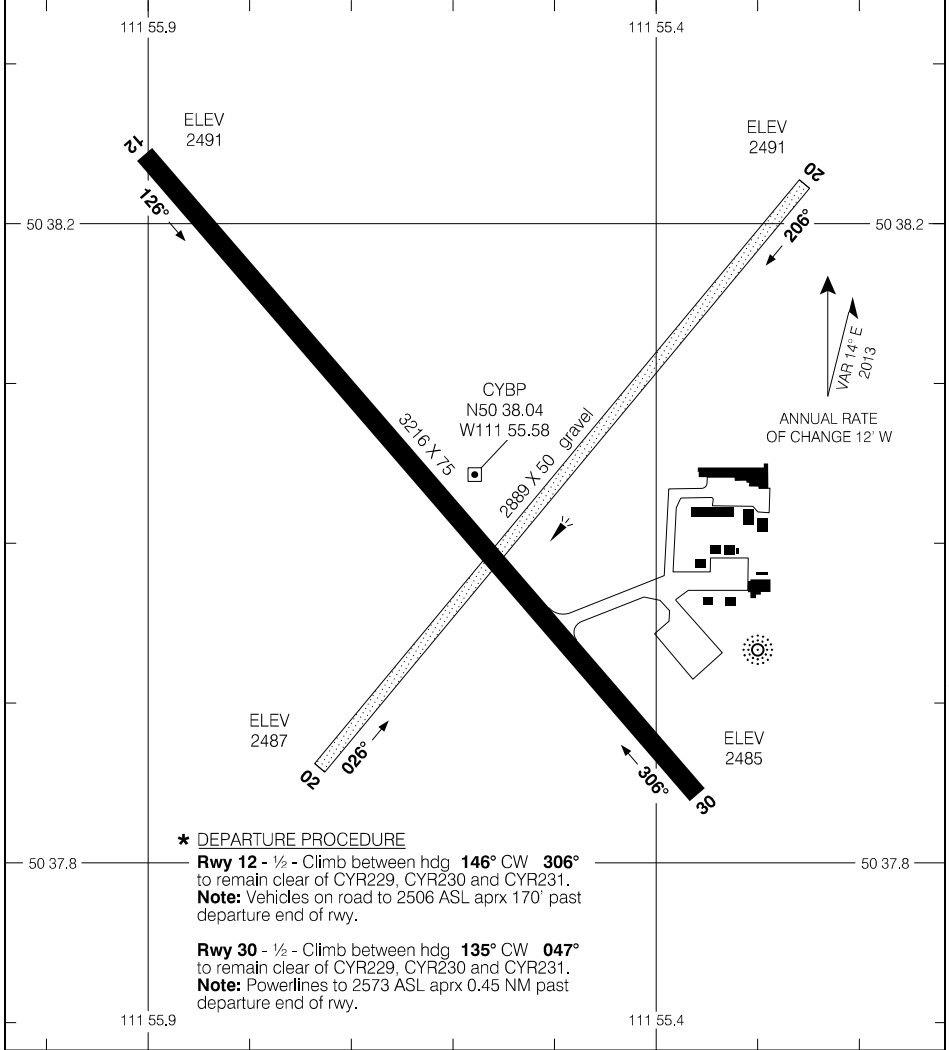 111 55.9
111 55.4
ELEV
2491
ELEV
2491
12
20
126°
206°
50 38.2
50 38.2
VAR 14° E
2013
CYBP
N50 38.04
W111 55.58
ANNUAL RATE
OF CHANGE 12' W
3216 X 75
2889 X 50 gravel
ELEV
2487
ELEV
2485
026°
306°
02
30
* DEPARTURE PROCEDURE
50 37.8
50 37.8
Rwy 12 - ½ - Climb between hdg 146° CW 306°
to remain clear of CYR229, CYR230 and CYR231.
Note: Vehicles on road to 2506 ASL aprx 170' past
departure end of rwy.
Rwy 30 - ½ - Climb between hdg 135° CW 047°
to remain clear of CYR229, CYR230 and CYR231.
Note: Powerlines to 2573 ASL aprx 0.45 NM past
departure end of rwy.
111 55.9
111 55.4